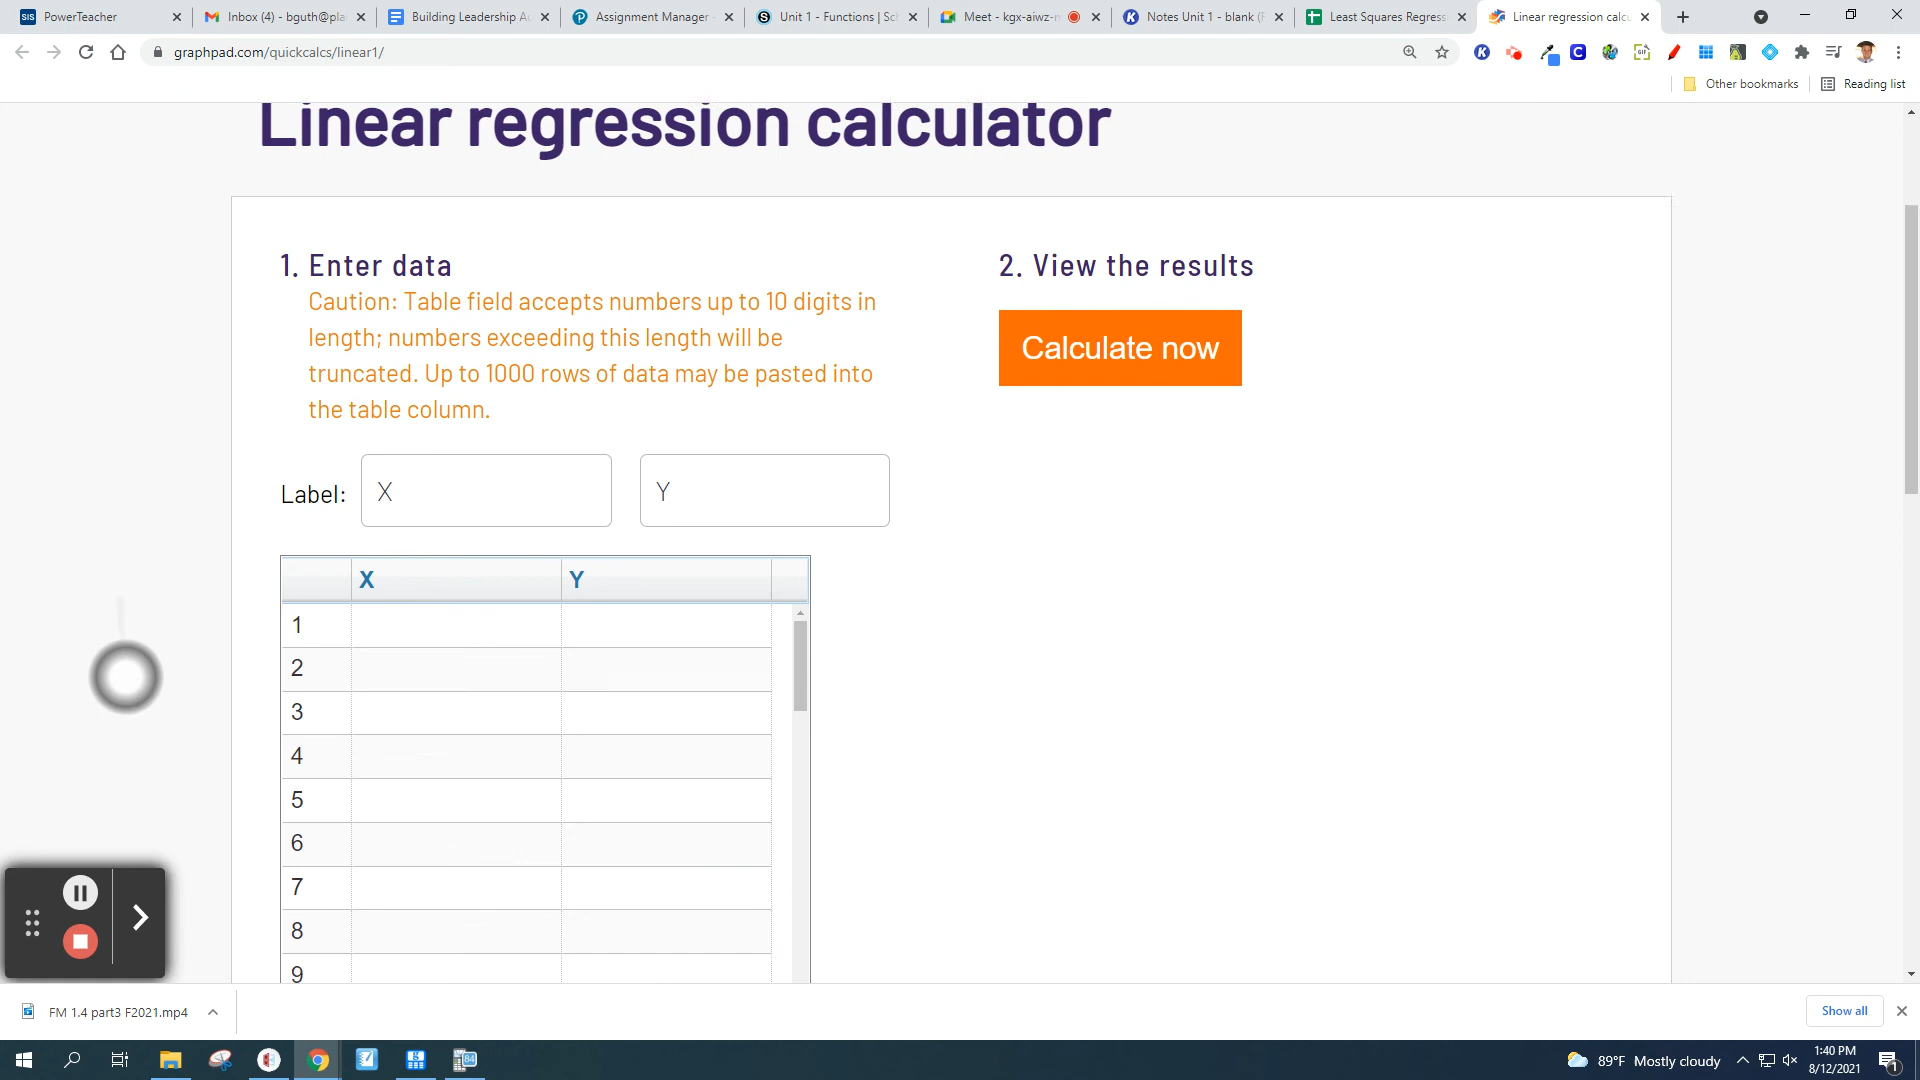 PowerTeacher
Inbox (4) - bguth@pla
Building Leadership A
Assignment Manager
Unit 1 - Functions | Sc
Meet - kgx-aiwz-
Notes Unit 1 - blank (F
Least Squares Regress
Linear regression calcu
graphpad.com/quickcalcs/linear1/
Other bookmarks
Reading list
Linear regression calculator
1. Enter data
Caution: Table field accepts numbers up to 10 digits in
length; numbers exceeding this length will be
truncated. Up to 1000 rows of data may be pasted into
the table column.
2. View the results
Calculate now
Label: X Y
X Y
1
2
3
4
5
6
7
8
9
FM 1.4 part3 F2021.mp4
Show all
89°F Mostly cloudy
1:40 PM
8/12/2021